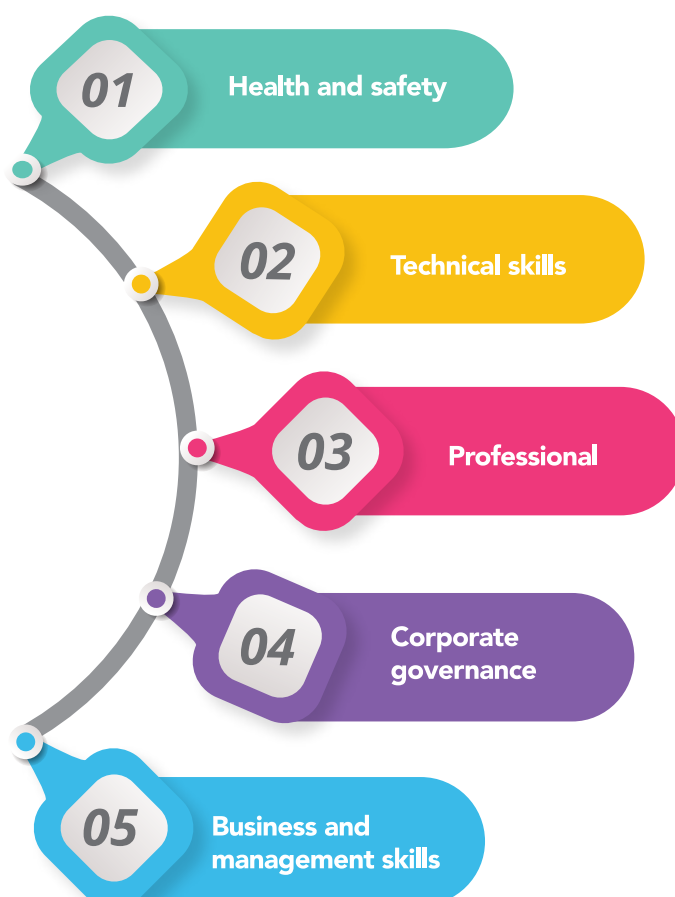 01
Health and safety
02
Technical skills
03
Professional
04
Corporate
governance
05
Business and
management skills